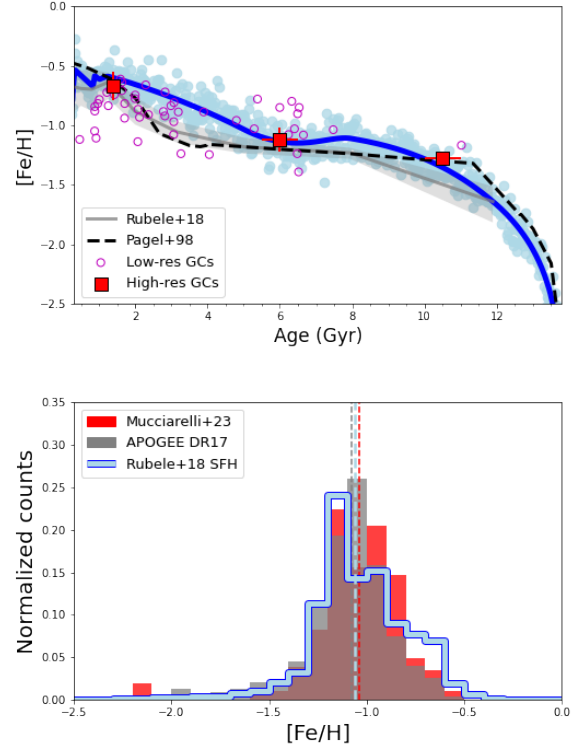 0.0
−0.5
−1.0
−1.5
−2.0
−2.5
[Fe/H]
Rubele+18
Pagel+98
Low-res GCs
High-res GCs
2 4 6 8 10 12
Age (Gyr)
0.35
0.30
0.25
0.20
0.15
0.10
0.05
0.00
Normalized counts
Mucciarelli+23
APOGEE DR17
Rubele+18 SFH
−2.5 −2.0 −1.5 −1.0 −0.5 0.0
[Fe/H]